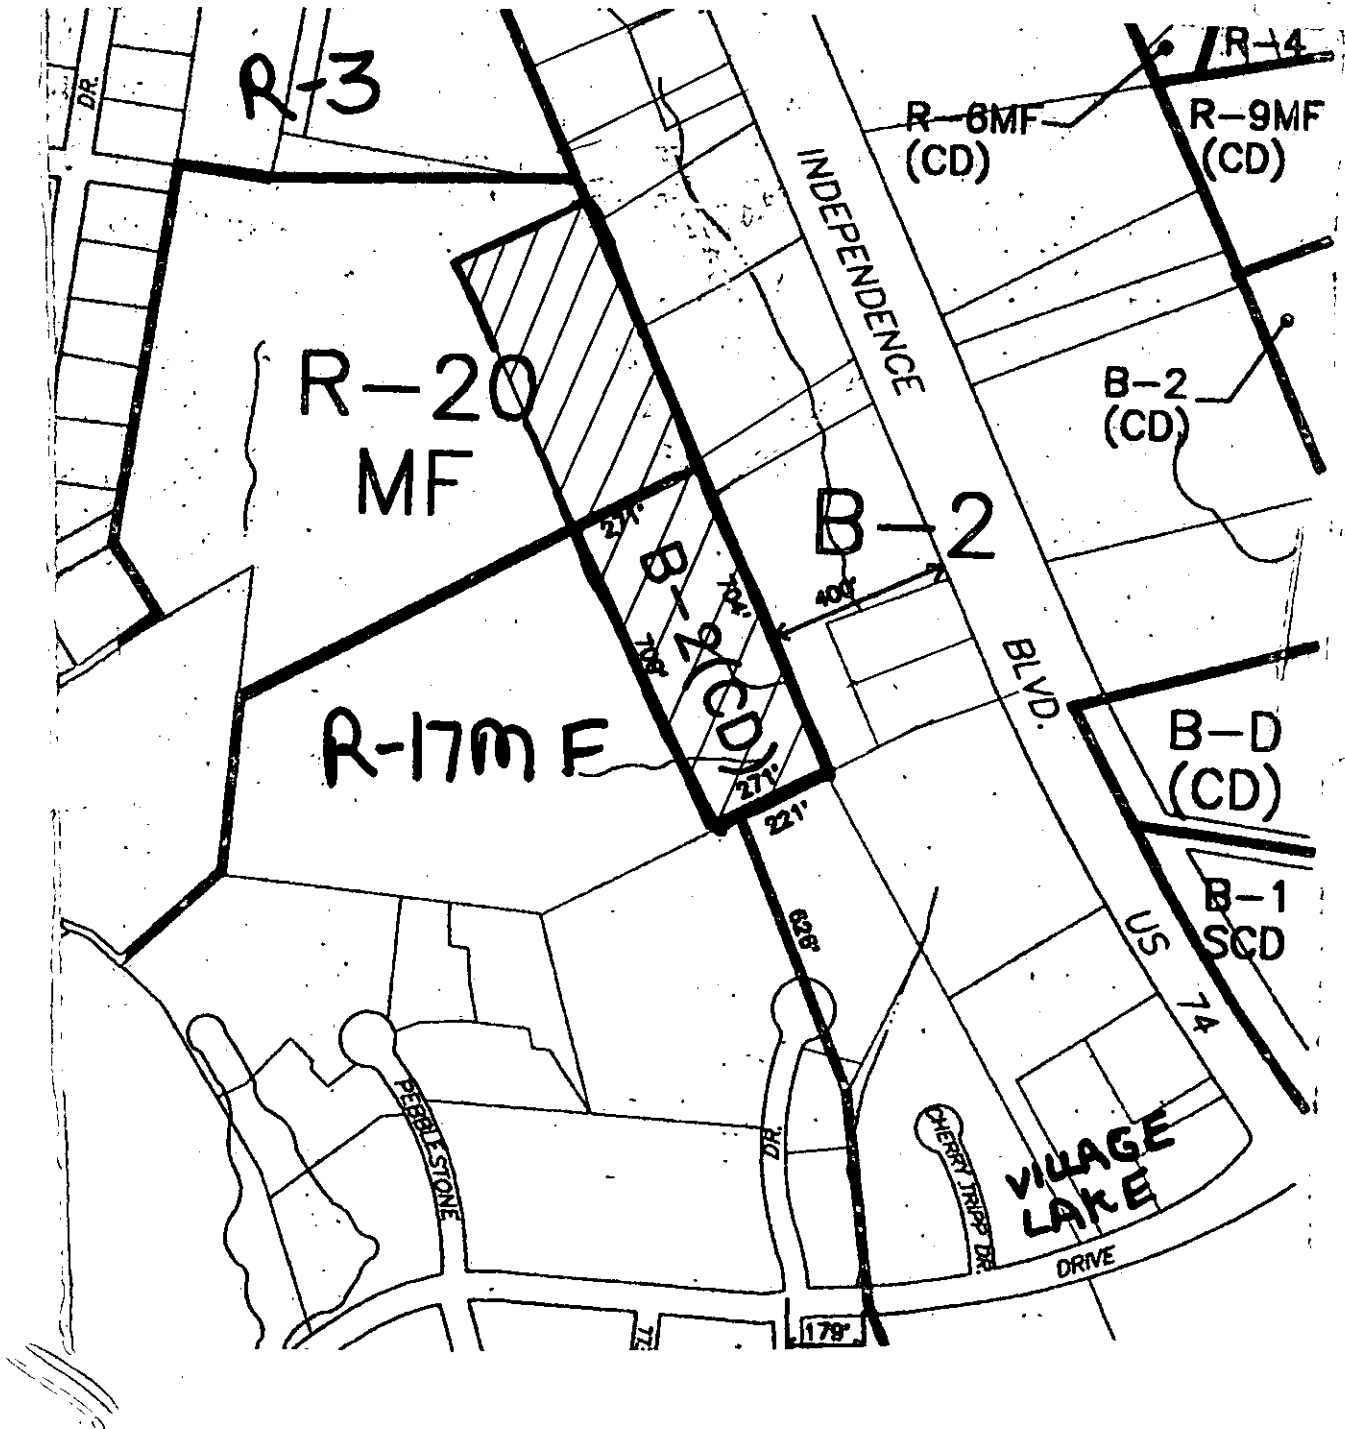 R-3
DR.
R-4
R-6MF
(CD)
R-9MF
(CD)
INDEPENDENCE
R-20
MF
B-2
(CD)
B-2
271'
B-2(CD)
704'
400'
708'
BLVD.
R-17MF
B-D
(CD)
271'
221'
B-1
SCD
626'
US 74
PEBBLESTONE
DR.
CHERRY TRIPP DR.
VILLAGE
LAKE
DRIVE
179'